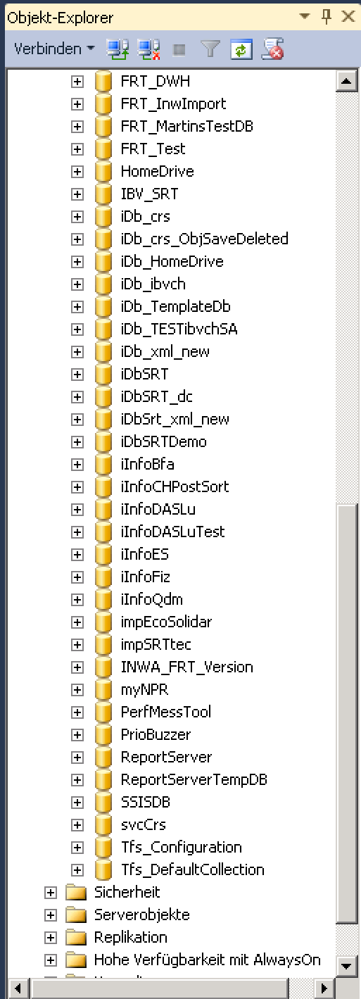 Objekt-Explorer
Verbinden
FRT_DWH
FRT_InwImport
FRT_MartinsTestDB
FRT_Test
HomeDrive
IBV_SRT
iDb_crs
iDb_crs_ObjSaveDeleted
iDb_HomeDrive
iDb_ibvch
iDb_TemplateDb
iDb_TESTibvchSA
iDb_xml_new
iDbSRT
iDbSRT_dc
iDbSrt_xml_new
iDbSRTDemo
iInfoBfa
iInfoCHPostSort
iInfoDASLu
iInfoDASLuTest
iInfoES
iInfoFiz
iInfoQdm
impEcoSolidar
impSRTtec
INWA_FRT_Version
myNPR
PerfMessTool
PrioBuzzer
ReportServer
ReportServerTempDB
SSISDB
svcCrs
Tfs_Configuration
Tfs_DefaultCollection
Sicherheit
Serverobjekte
Replikation
Hohe Verfügbarkeit mit AlwaysOn